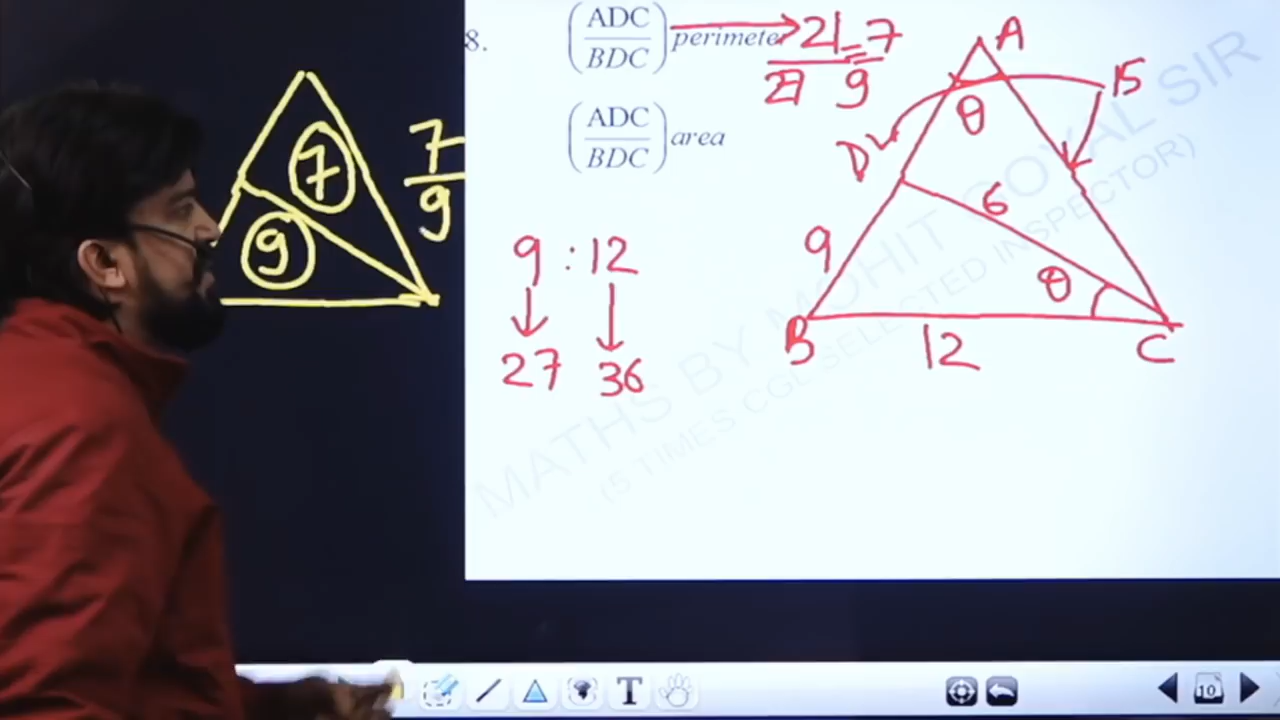 8. (ADC/BDC) perimeter → 21/27 = 7/9
(ADC/BDC) area
7
9
7/9
9 : 12
27 36
A
15
θ
D
6
9
θ
B
12
C
MATHS BY MOHIT GOYAL SIR
(5 TIMES CGL SELECTED INSPECTOR)
T
10